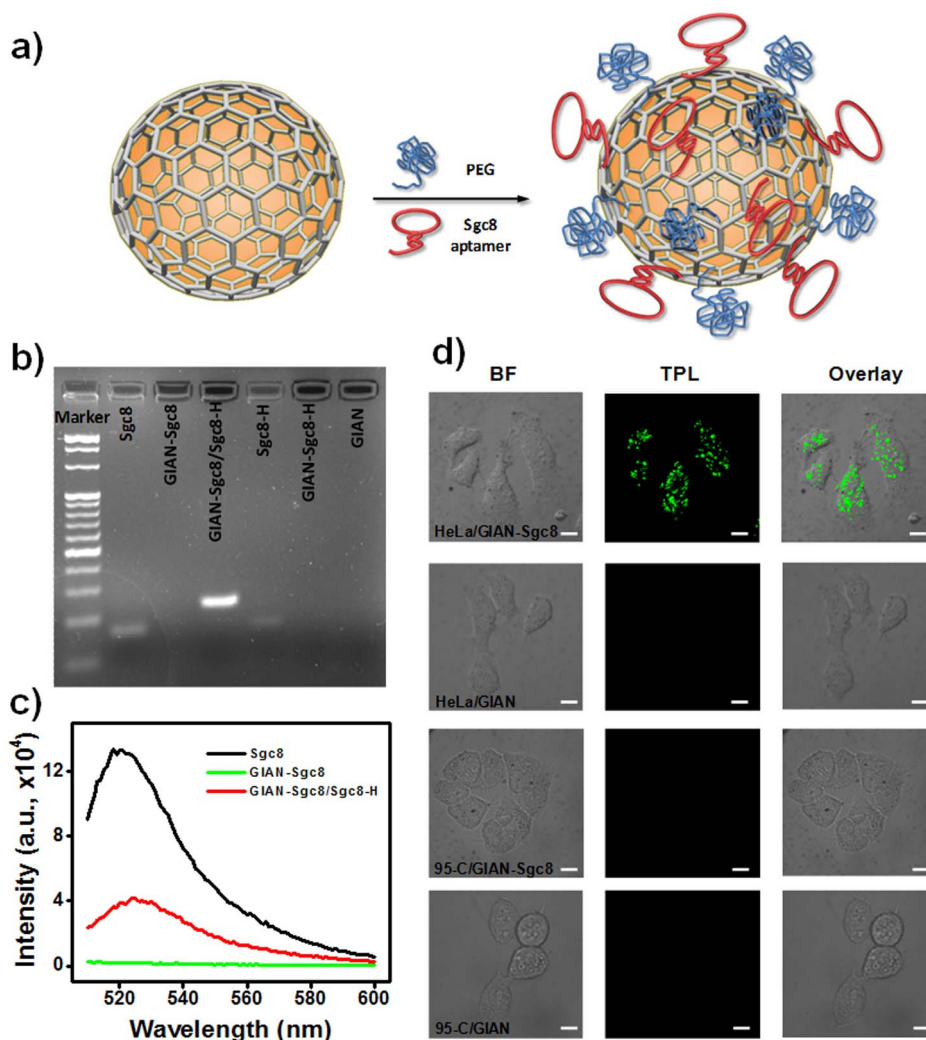 a)
PEG
Sgc8
aptamer
b)
Marker
Sgc8
GIAN-Sgc8
GIAN-Sgc8/Sgc8-H
Sgc8-H
GIAN-Sgc8-H
GIAN
c)
Intensity (a.u., x10⁴)
12
8
4
0
Sgc8
GIAN-Sgc8
GIAN-Sgc8/Sgc8-H
520 540 560 580 600
Wavelength (nm)
d)
BF TPL Overlay
HeLa/GIAN-Sgc8
HeLa/GIAN
95-C/GIAN-Sgc8
95-C/GIAN